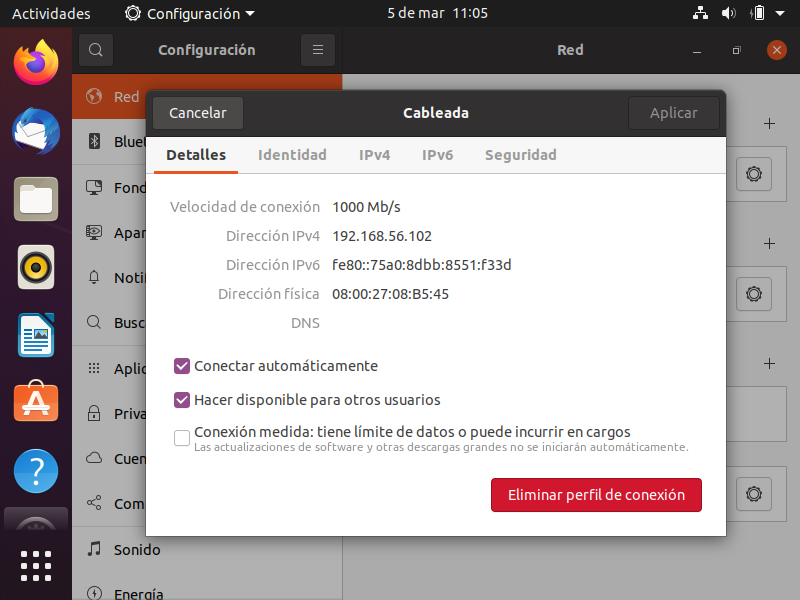 Actividades
Configuración
5 de mar 11:05
Configuración
Red
Red
Cancelar
Cableada
Aplicar
Detalles
Identidad
IPv4
IPv6
Seguridad
Velocidad de conexión 1000 Mb/s
Dirección IPv4 192.168.56.102
Dirección IPv6 fe80::75a0:8dbb:8551:f33d
Dirección física 08:00:27:08:B5:45
DNS
Conectar automáticamente
Hacer disponible para otros usuarios
Conexión medida: tiene límite de datos o puede incurrir en cargos
Las actualizaciones de software y otras descargas grandes no se iniciarán automáticamente.
Eliminar perfil de conexión
Bluet
Fond
Apar
Notif
Busc
Aplic
Priva
Cuen
Com
Sonido
Energía